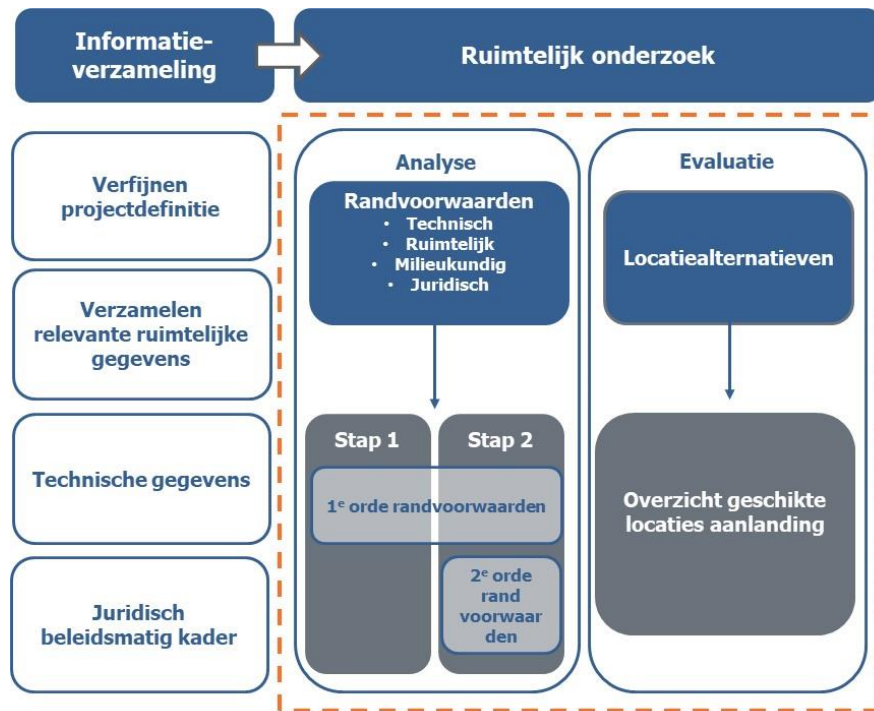 Informatie-
verzameling
Ruimtelijk onderzoek
Verfijnen
projectdefinitie
Verzamelen
relevante ruimtelijke
gegevens
Technische gegevens
Juridisch
beleidsmatig kader
Analyse
Randvoorwaarden
• Technisch
• Ruimtelijk
• Milieukundig
• Juridisch
Stap 1
Stap 2
1e orde randvoorwaarden
2e orde
rand
voorwaar
den
Evaluatie
Locatiealternatieven
Overzicht geschikte
locaties aanlanding